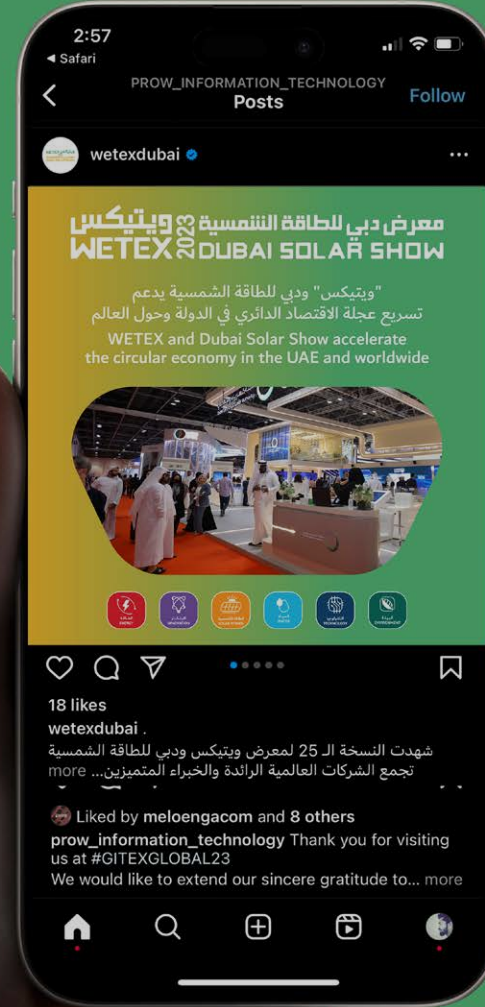 2:57
Safari
PROW_INFORMATION_TECHNOLOGY
Posts
Follow
wetexdubai
ويتيكس 2023 معرض دبي للطاقة الشمسية
WETEX DUBAI SOLAR SHOW
"ويتيكس" ودبي للطاقة الشمسية يدعم
تسريع عجلة الاقتصاد الدائري في الدولة وحول العالم
WETEX and Dubai Solar Show accelerate
the circular economy in the UAE and worldwide
18 likes
wetexdubai .
شهدت النسخة الـ 25 لمعرض ويتيكس ودبي للطاقة الشمسية
تجمع الشركات العالمية الرائدة والخبراء المتميزين... more
Liked by meloengacom and 8 others
prow_information_technology Thank you for visiting
us at #GITEXGLOBAL23
We would like to extend our sincere gratitude to... more